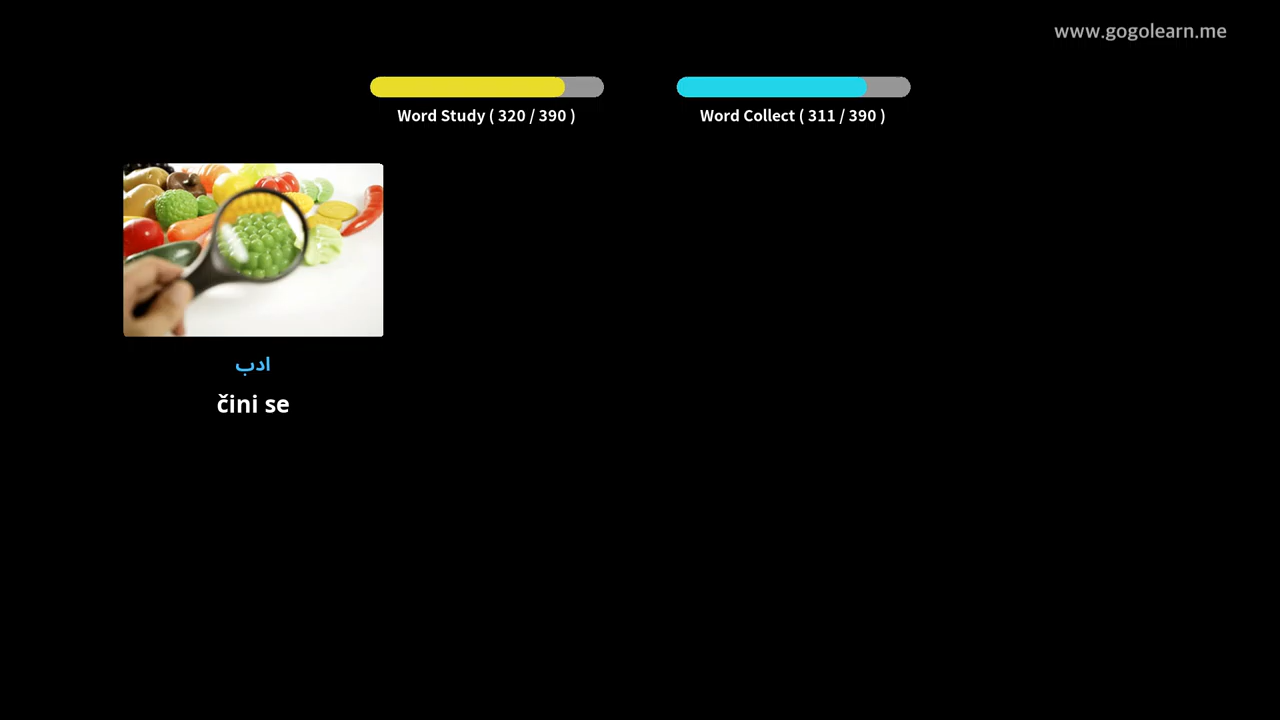 www.gogolearn.me
Word Study ( 320 / 390 )
Word Collect ( 311 / 390 )
ادب
čini se